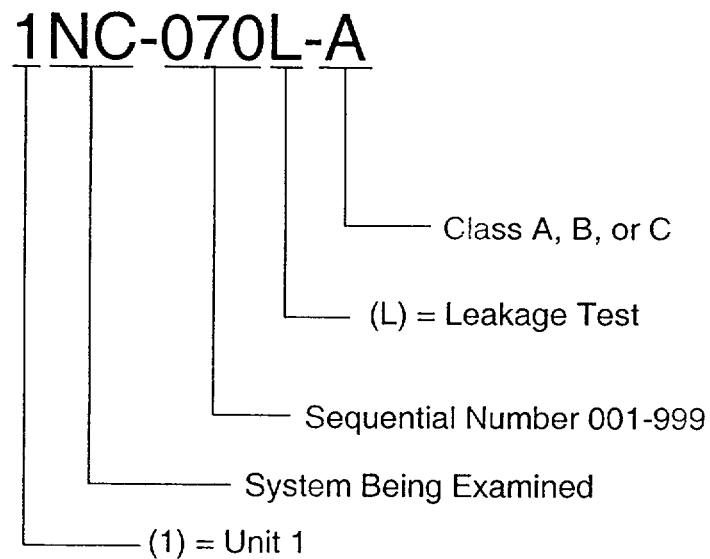 1NC-070L-A
Class A, B, or C
(L) = Leakage Test
Sequential Number 001-999
System Being Examined
(1) = Unit 1